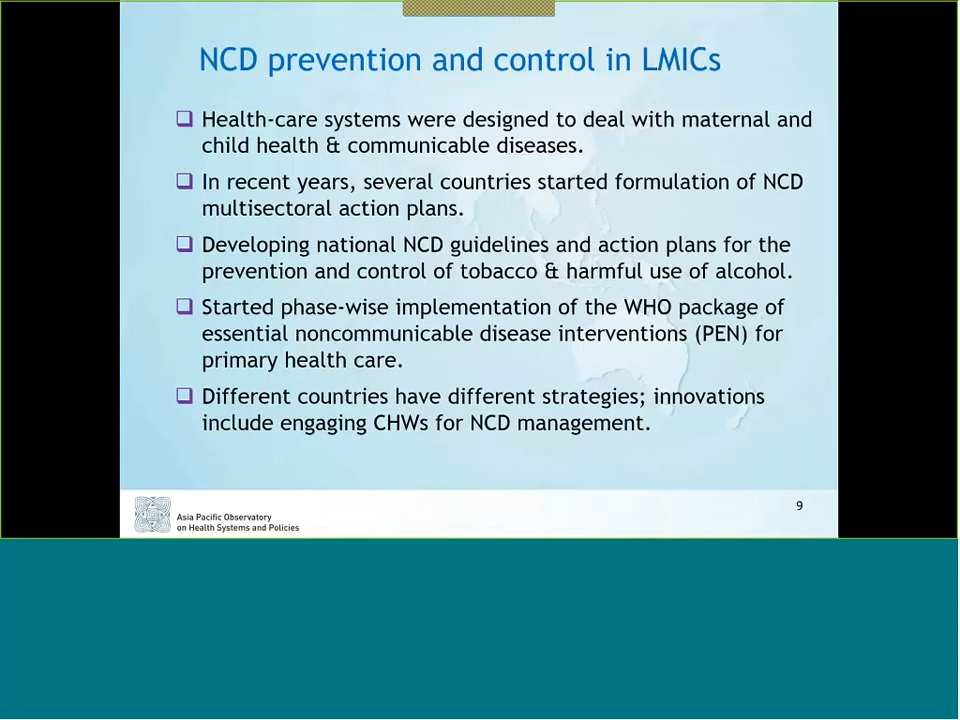 NCD prevention and control in LMICs
Health-care systems were designed to deal with maternal and
child health & communicable diseases.
In recent years, several countries started formulation of NCD
multisectoral action plans.
Developing national NCD guidelines and action plans for the
prevention and control of tobacco & harmful use of alcohol.
Started phase-wise implementation of the WHO package of
essential noncommunicable disease interventions (PEN) for
primary health care.
Different countries have different strategies; innovations
include engaging CHWs for NCD management.
Asia Pacific Observatory
on Health Systems and Policies
9